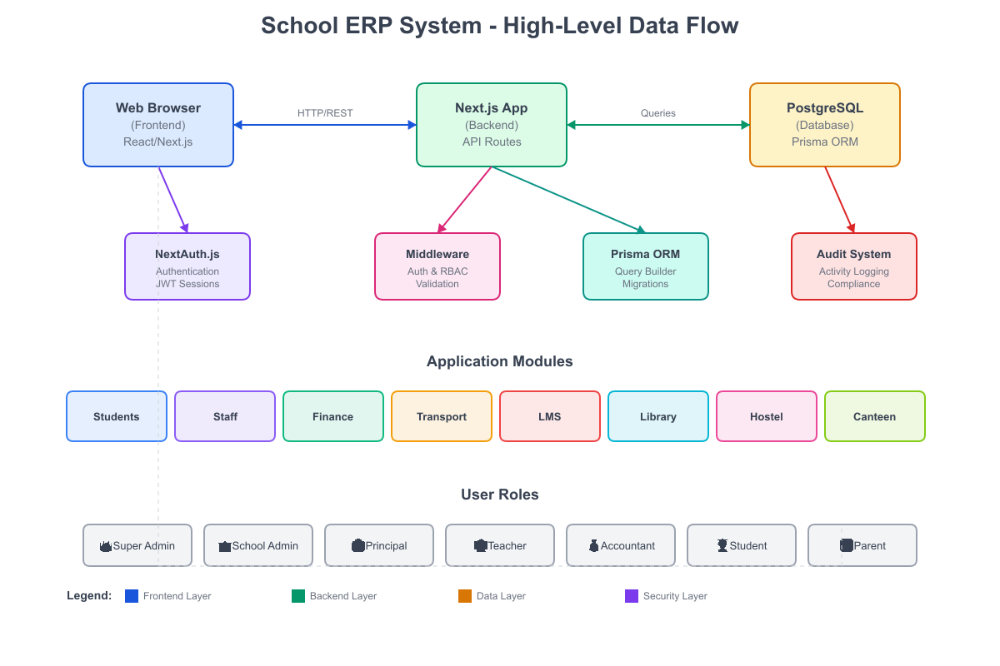 School ERP System - High-Level Data Flow
Web Browser
(Frontend)
React/Next.js
HTTP/REST
Next.js App
(Backend)
API Routes
Queries
PostgreSQL
(Database)
Prisma ORM
NextAuth.js
Authentication
JWT Sessions
Middleware
Auth & RBAC
Validation
Prisma ORM
Query Builder
Migrations
Audit System
Activity Logging
Compliance
Application Modules
Students
Staff
Finance
Transport
LMS
Library
Hostel
Canteen
User Roles
Super Admin
School Admin
Principal
Teacher
Accountant
Student
Parent
Legend:
Frontend Layer
Backend Layer
Data Layer
Security Layer